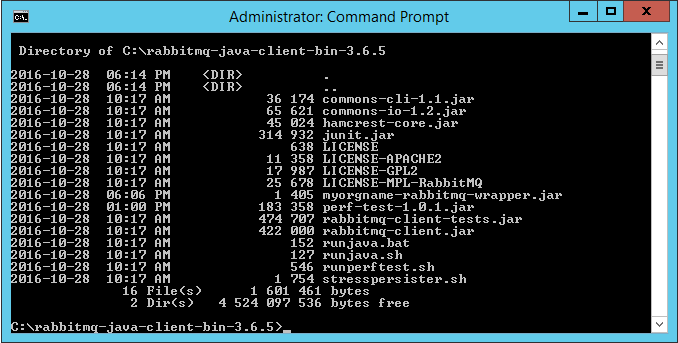 Administrator: Command Prompt
Directory of C:\rabbitmq-java-client-bin-3.6.5
2016-10-28 06:14 PM <DIR> .
2016-10-28 06:14 PM <DIR> ..
2016-10-28 10:17 AM 36 174 commons-cli-1.1.jar
2016-10-28 10:17 AM 65 621 commons-io-1.2.jar
2016-10-28 10:17 AM 45 024 hamcrest-core.jar
2016-10-28 10:17 AM 314 932 junit.jar
2016-10-28 10:17 AM 638 LICENSE
2016-10-28 10:17 AM 11 358 LICENSE-APACHE2
2016-10-28 10:17 AM 17 987 LICENSE-GPL2
2016-10-28 10:17 AM 25 678 LICENSE-MPL-RabbitMQ
2016-10-28 06:06 PM 1 405 myorgname-rabbitmq-wrapper.jar
2016-10-28 01:00 PM 183 358 perf-test-1.0.1.jar
2016-10-28 10:17 AM 474 707 rabbitmq-client-tests.jar
2016-10-28 10:17 AM 422 000 rabbitmq-client.jar
2016-10-28 10:17 AM 152 runjava.bat
2016-10-28 10:17 AM 127 runjava.sh
2016-10-28 10:17 AM 546 runperftest.sh
2016-10-28 10:17 AM 1 754 stresspersister.sh
16 File(s) 1 601 461 bytes
2 Dir(s) 4 524 097 536 bytes free
C:\rabbitmq-java-client-bin-3.6.5>_